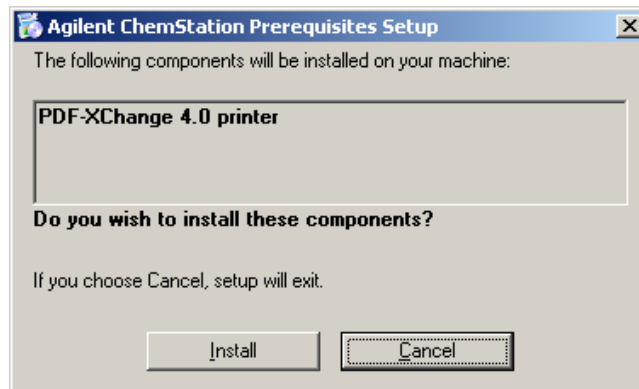 Agilent ChemStation Prerequisites Setup
The following components will be installed on your machine:
PDF-XChange 4.0 printer
Do you wish to install these components?
If you choose Cancel, setup will exit.
Install
Cancel